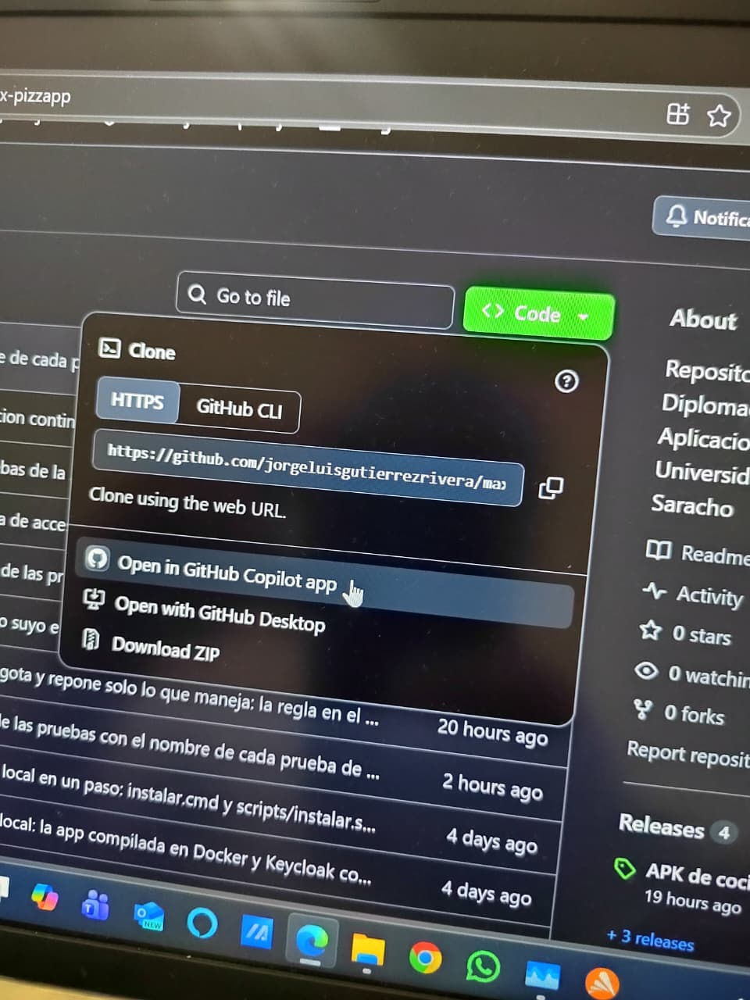 x-pizzapp
Notifica
Go to file
Code
About
Clone
HTTPS
GitHub CLI
https://github.com/jorgeluisgutierrezrivera/max
Clone using the web URL.
Open in GitHub Copilot app
Open with GitHub Desktop
Download ZIP
e de cada p
ion contin
bas de la
a de acce
de las pr
o suyo e
gota y repone solo lo que maneja: la regla en el ...
20 hours ago
e las pruebas con el nombre de cada prueba de ...
2 hours ago
local en un paso: instalar.cmd y scripts/instalar.s...
4 days ago
local: la app compilada en Docker y Keycloak co...
4 days ago
Reposito
Diploma
Aplicacio
Universid
Saracho
Readme
Activity
0 stars
0 watchin
0 forks
Report reposit
Releases 4
APK de coci
19 hours ago
+ 3 releases
NEW